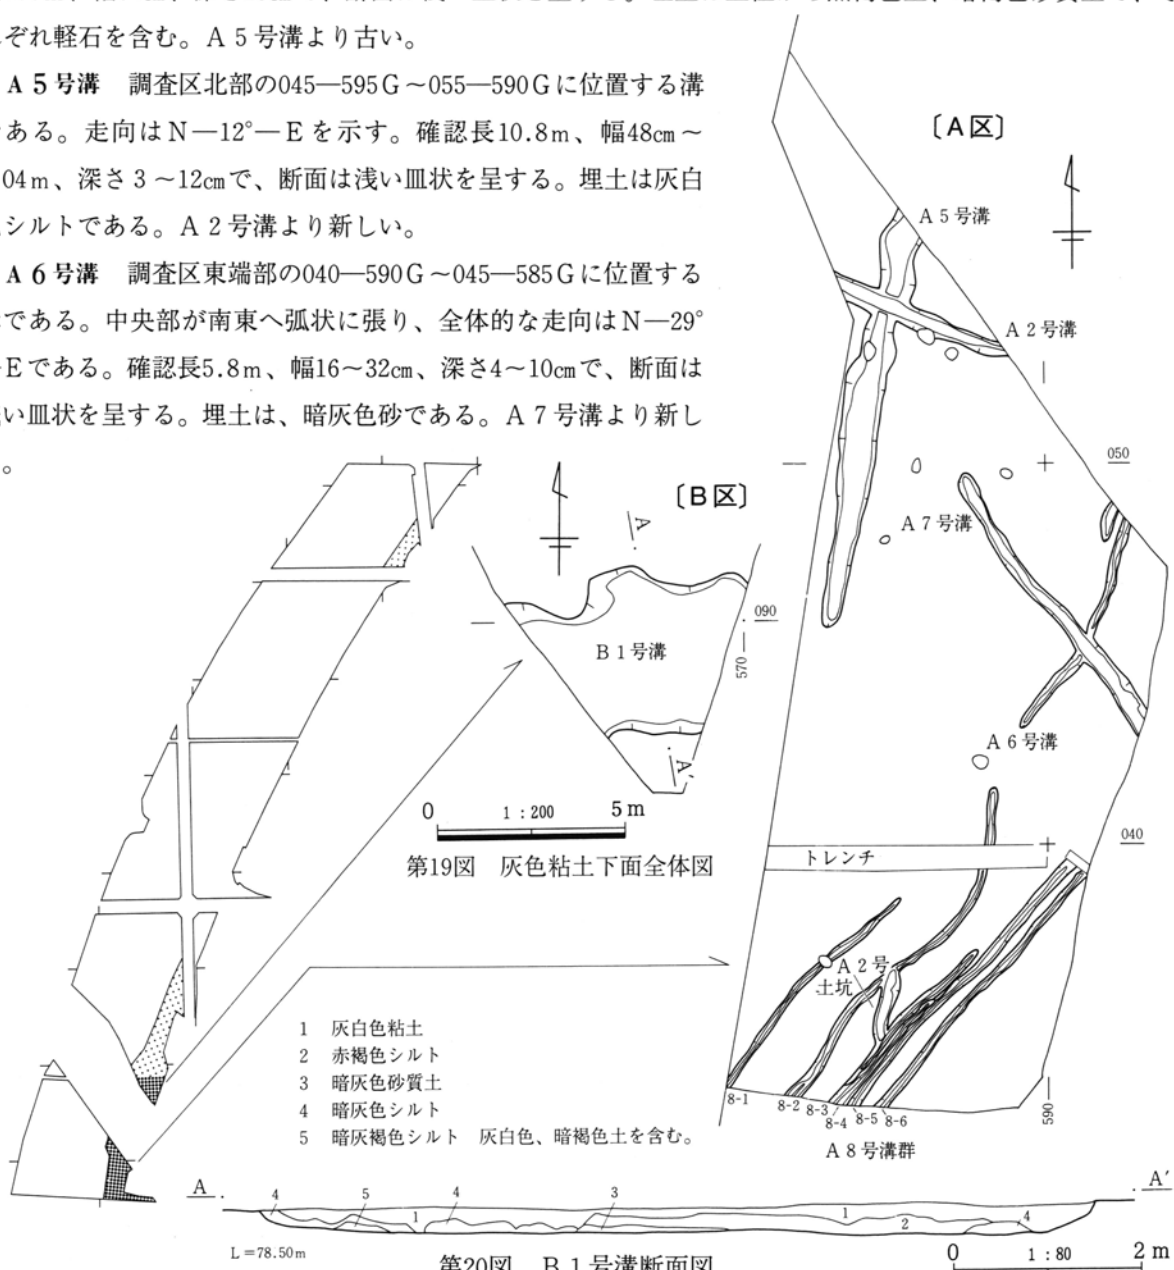 ぞれ軽石を含む。A5号溝より古い。
A5号溝　調査区北部の045―595G～055―590Gに位置する溝
ある。走向はN―12°―Eを示す。確認長10.8m、幅48cm～
04m、深さ3～12cmで、断面は浅い皿状を呈する。埋土は灰白
シルトである。A2号溝より新しい。
A6号溝　調査区東端部の040―590G～045―585Gに位置する
である。中央部が南東へ弧状に張り、全体的な走向はN―29°
Eである。確認長5.8m、幅16～32cm、深さ4～10cmで、断面は
い皿状を呈する。埋土は、暗灰色砂である。A7号溝より新し
。
〔A区〕
A5号溝
A2号溝
050
A7号溝
A6号溝
040
トレンチ
A2号
土坑
8-1
8-2
8-3
8-4
8-5
8-6
590
A8号溝群
〔B区〕
A
090
B1号溝
570
A′
0　1：200　5m
第19図　灰色粘土下面全体図
1　灰白色粘土
2　赤褐色シルト
3　暗灰色砂質土
4　暗灰色シルト
5　暗灰褐色シルト　灰白色、暗褐色土を含む。
A
A′
4
5
4
3
1
1
2
4
L＝78.50m
第20図　B1号溝断面図
0　1：80　2m